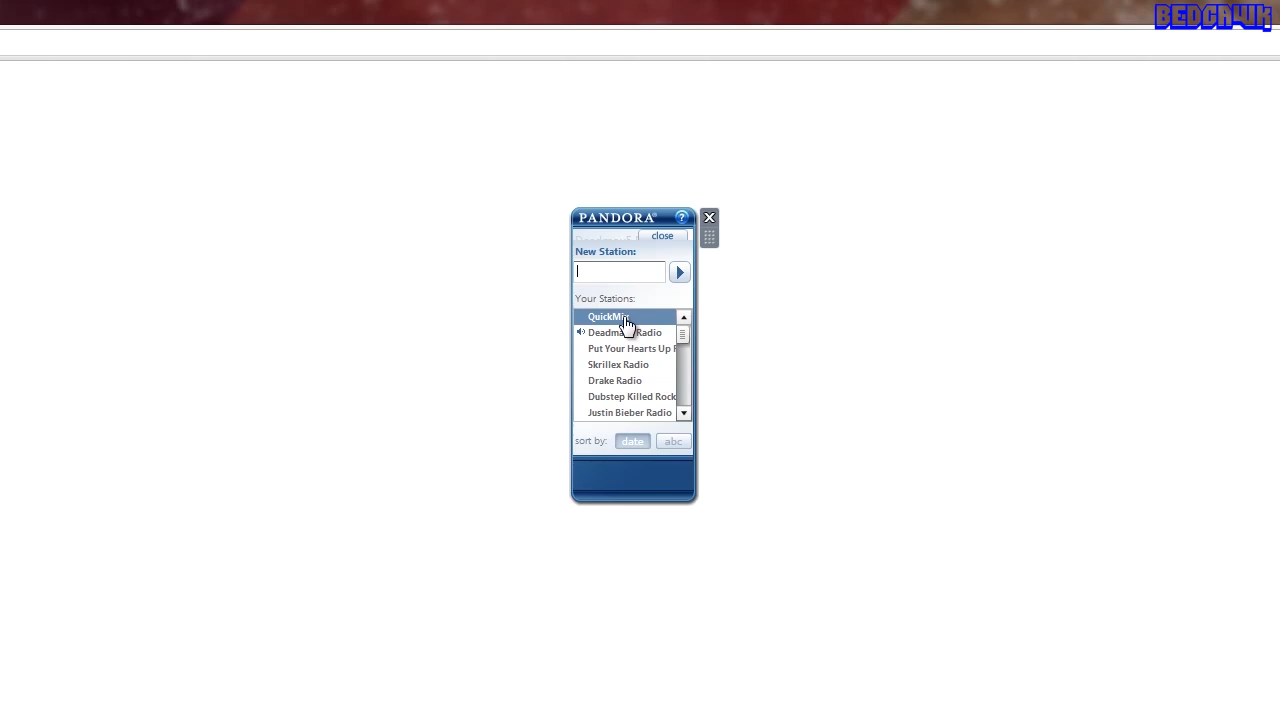 BEDCAWK
PANDORA®
?
close
New Station:
Your Stations:
QuickMix
Radio
Put Your Hearts Up
Skrillex Radio
Drake Radio
Dubstep Killed Rock
Justin Bieber Radio
sort by: date abc